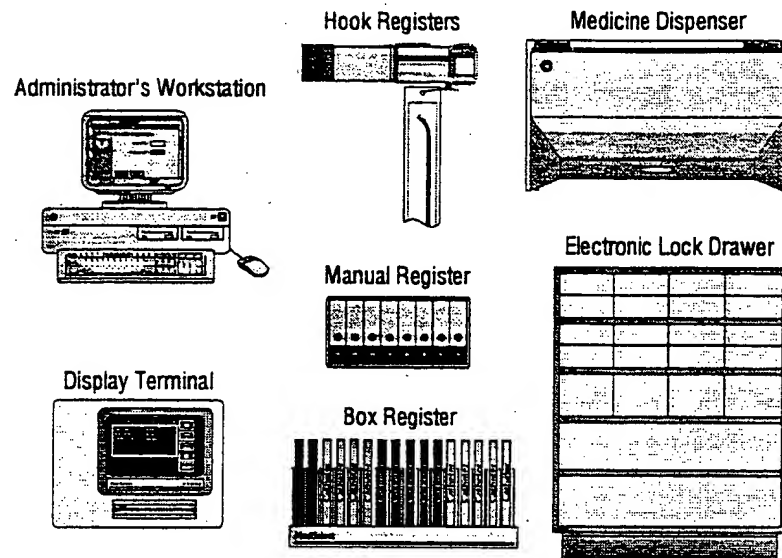 Hook Registers
Medicine Dispenser
Administrator's Workstation
Electronic Lock Drawer
Manual Register
Display Terminal
Box Register